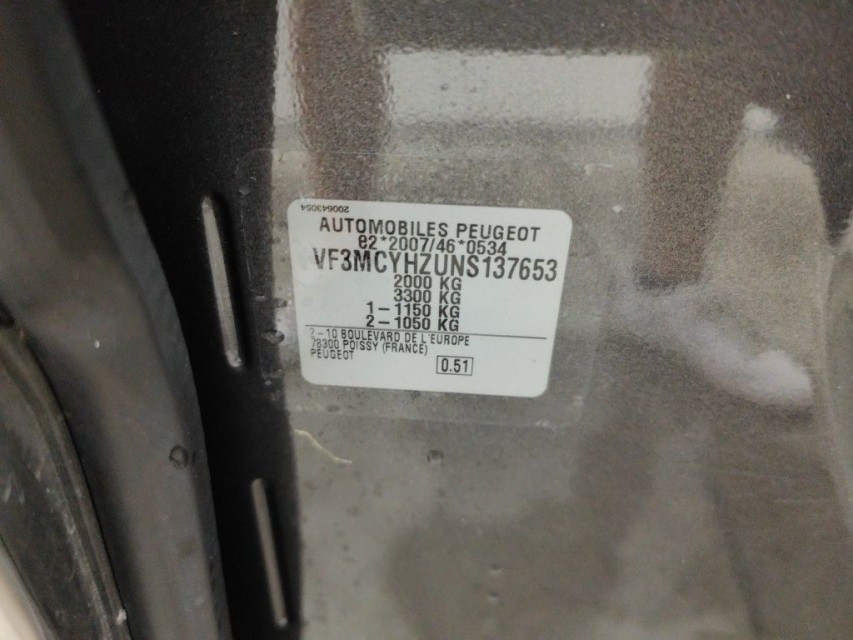 200643054
AUTOMOBILES PEUGEOT
e2*2007/46*0534
VF3MCYHZUNS137653
2000 KG
3300 KG
1-1150 KG
2-1050 KG
2-10 BOULEVARD DE L'EUROPE
78300 POISSY (FRANCE)
PEUGEOT
0.51